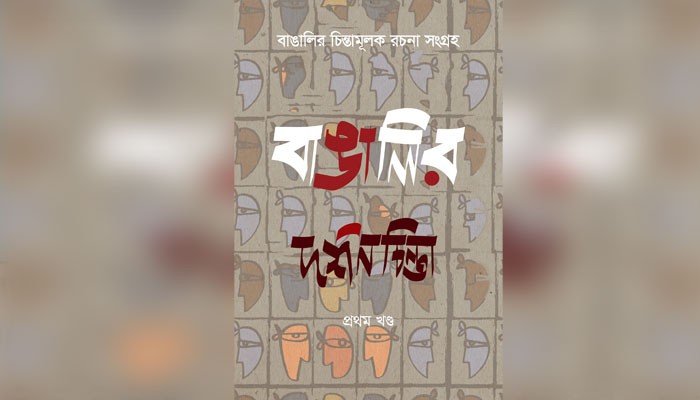 বাঙালির চিন্তামূলক রচনা সংগ্রহ
বাঙালির
দর্শনচিন্তা
প্রথম খণ্ড